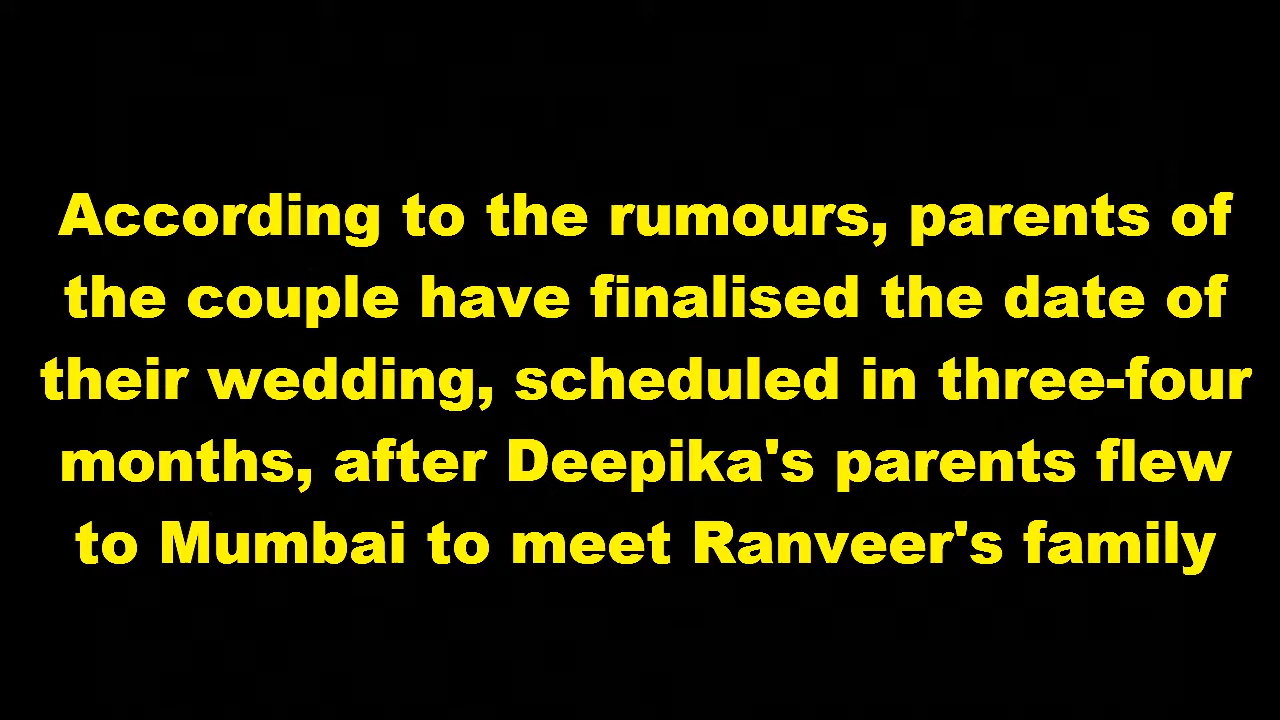 According to the rumours, parents of
the couple have finalised the date of
their wedding, scheduled in three-four
months, after Deepika's parents flew
to Mumbai to meet Ranveer's family